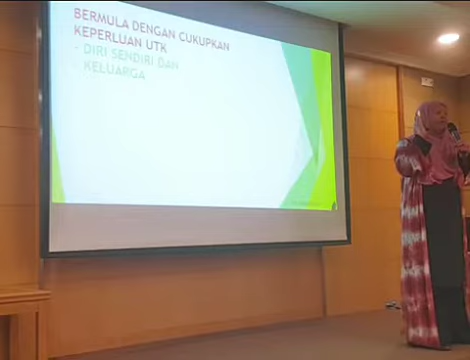 BERMULA DENGAN CUKUPKAN
KEPERLUAN UTK
- DIRI SENDIRI DAN
KELUARGA